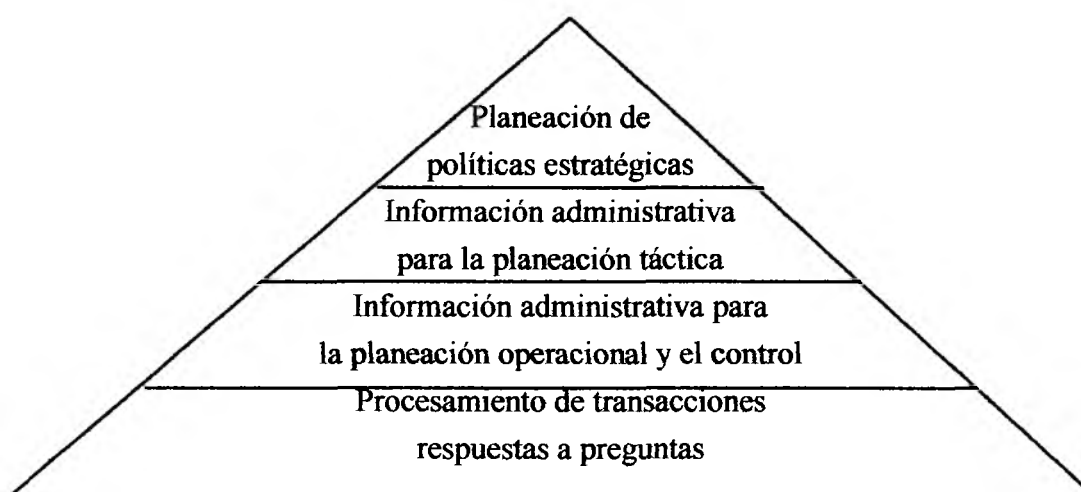 Planeación de
políticas estratégicas
Información administrativa
para la planeación táctica
Información administrativa para
la planeación operacional y el control
Procesamiento de transacciones
respuestas a preguntas